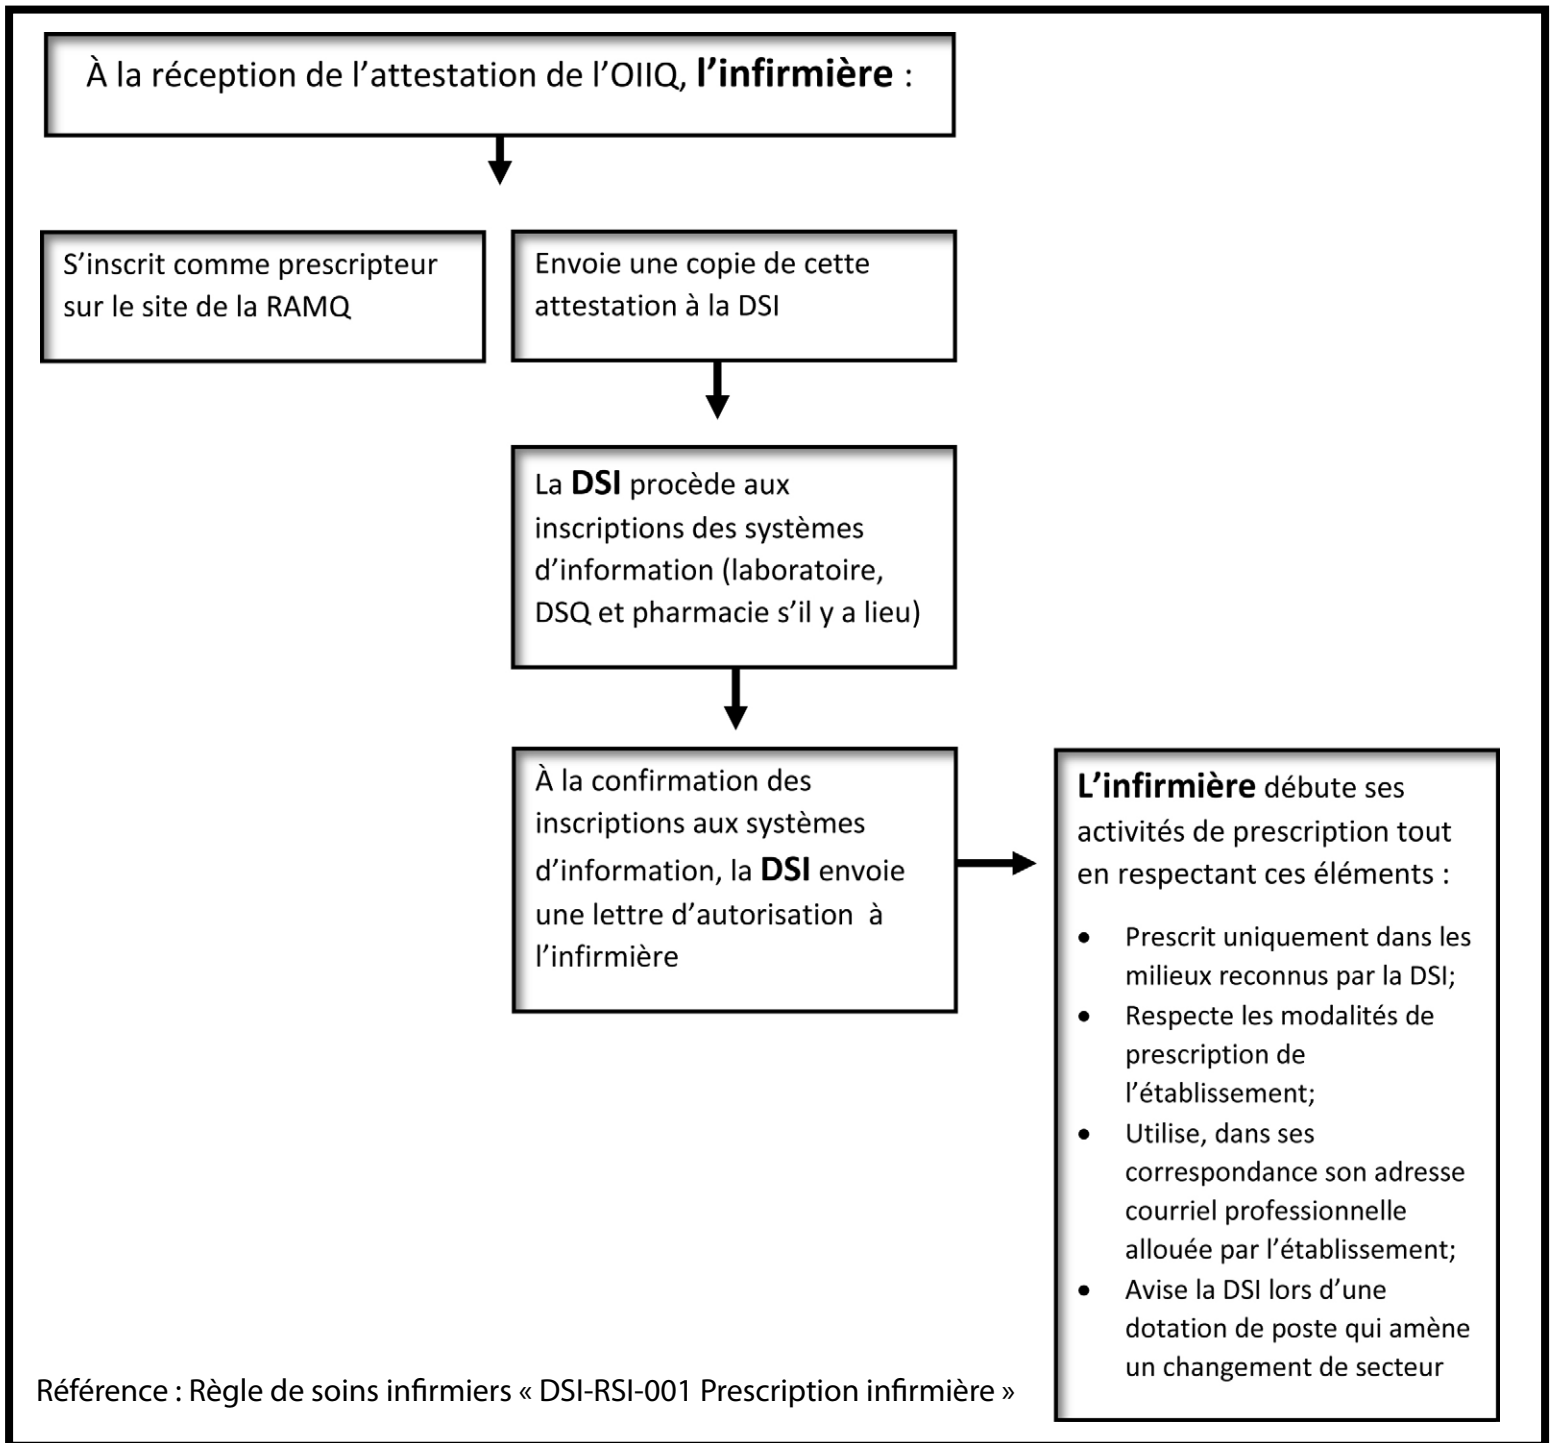 À la réception de l’attestation de l’OIIQ, l’infirmière :
S’inscrit comme prescripteur
sur le site de la RAMQ
Envoie une copie de cette
attestation à la DSI
La DSI procède aux
inscriptions des systèmes
d’information (laboratoire,
DSQ et pharmacie s’il y a lieu)
À la confirmation des
inscriptions aux systèmes
d’information, la DSI envoie
une lettre d’autorisation à
l’infirmière
L’infirmière débute ses
activités de prescription tout
en respectant ces éléments :
• Prescrit uniquement dans les
milieux reconnus par la DSI;
• Respecte les modalités de
prescription de
l’établissement;
• Utilise, dans ses
correspondance son adresse
courriel professionnelle
allouée par l’établissement;
• Avise la DSI lors d’une
dotation de poste qui amène
un changement de secteur
Référence : Règle de soins infirmiers « DSI-RSI-001 Prescription infirmière »